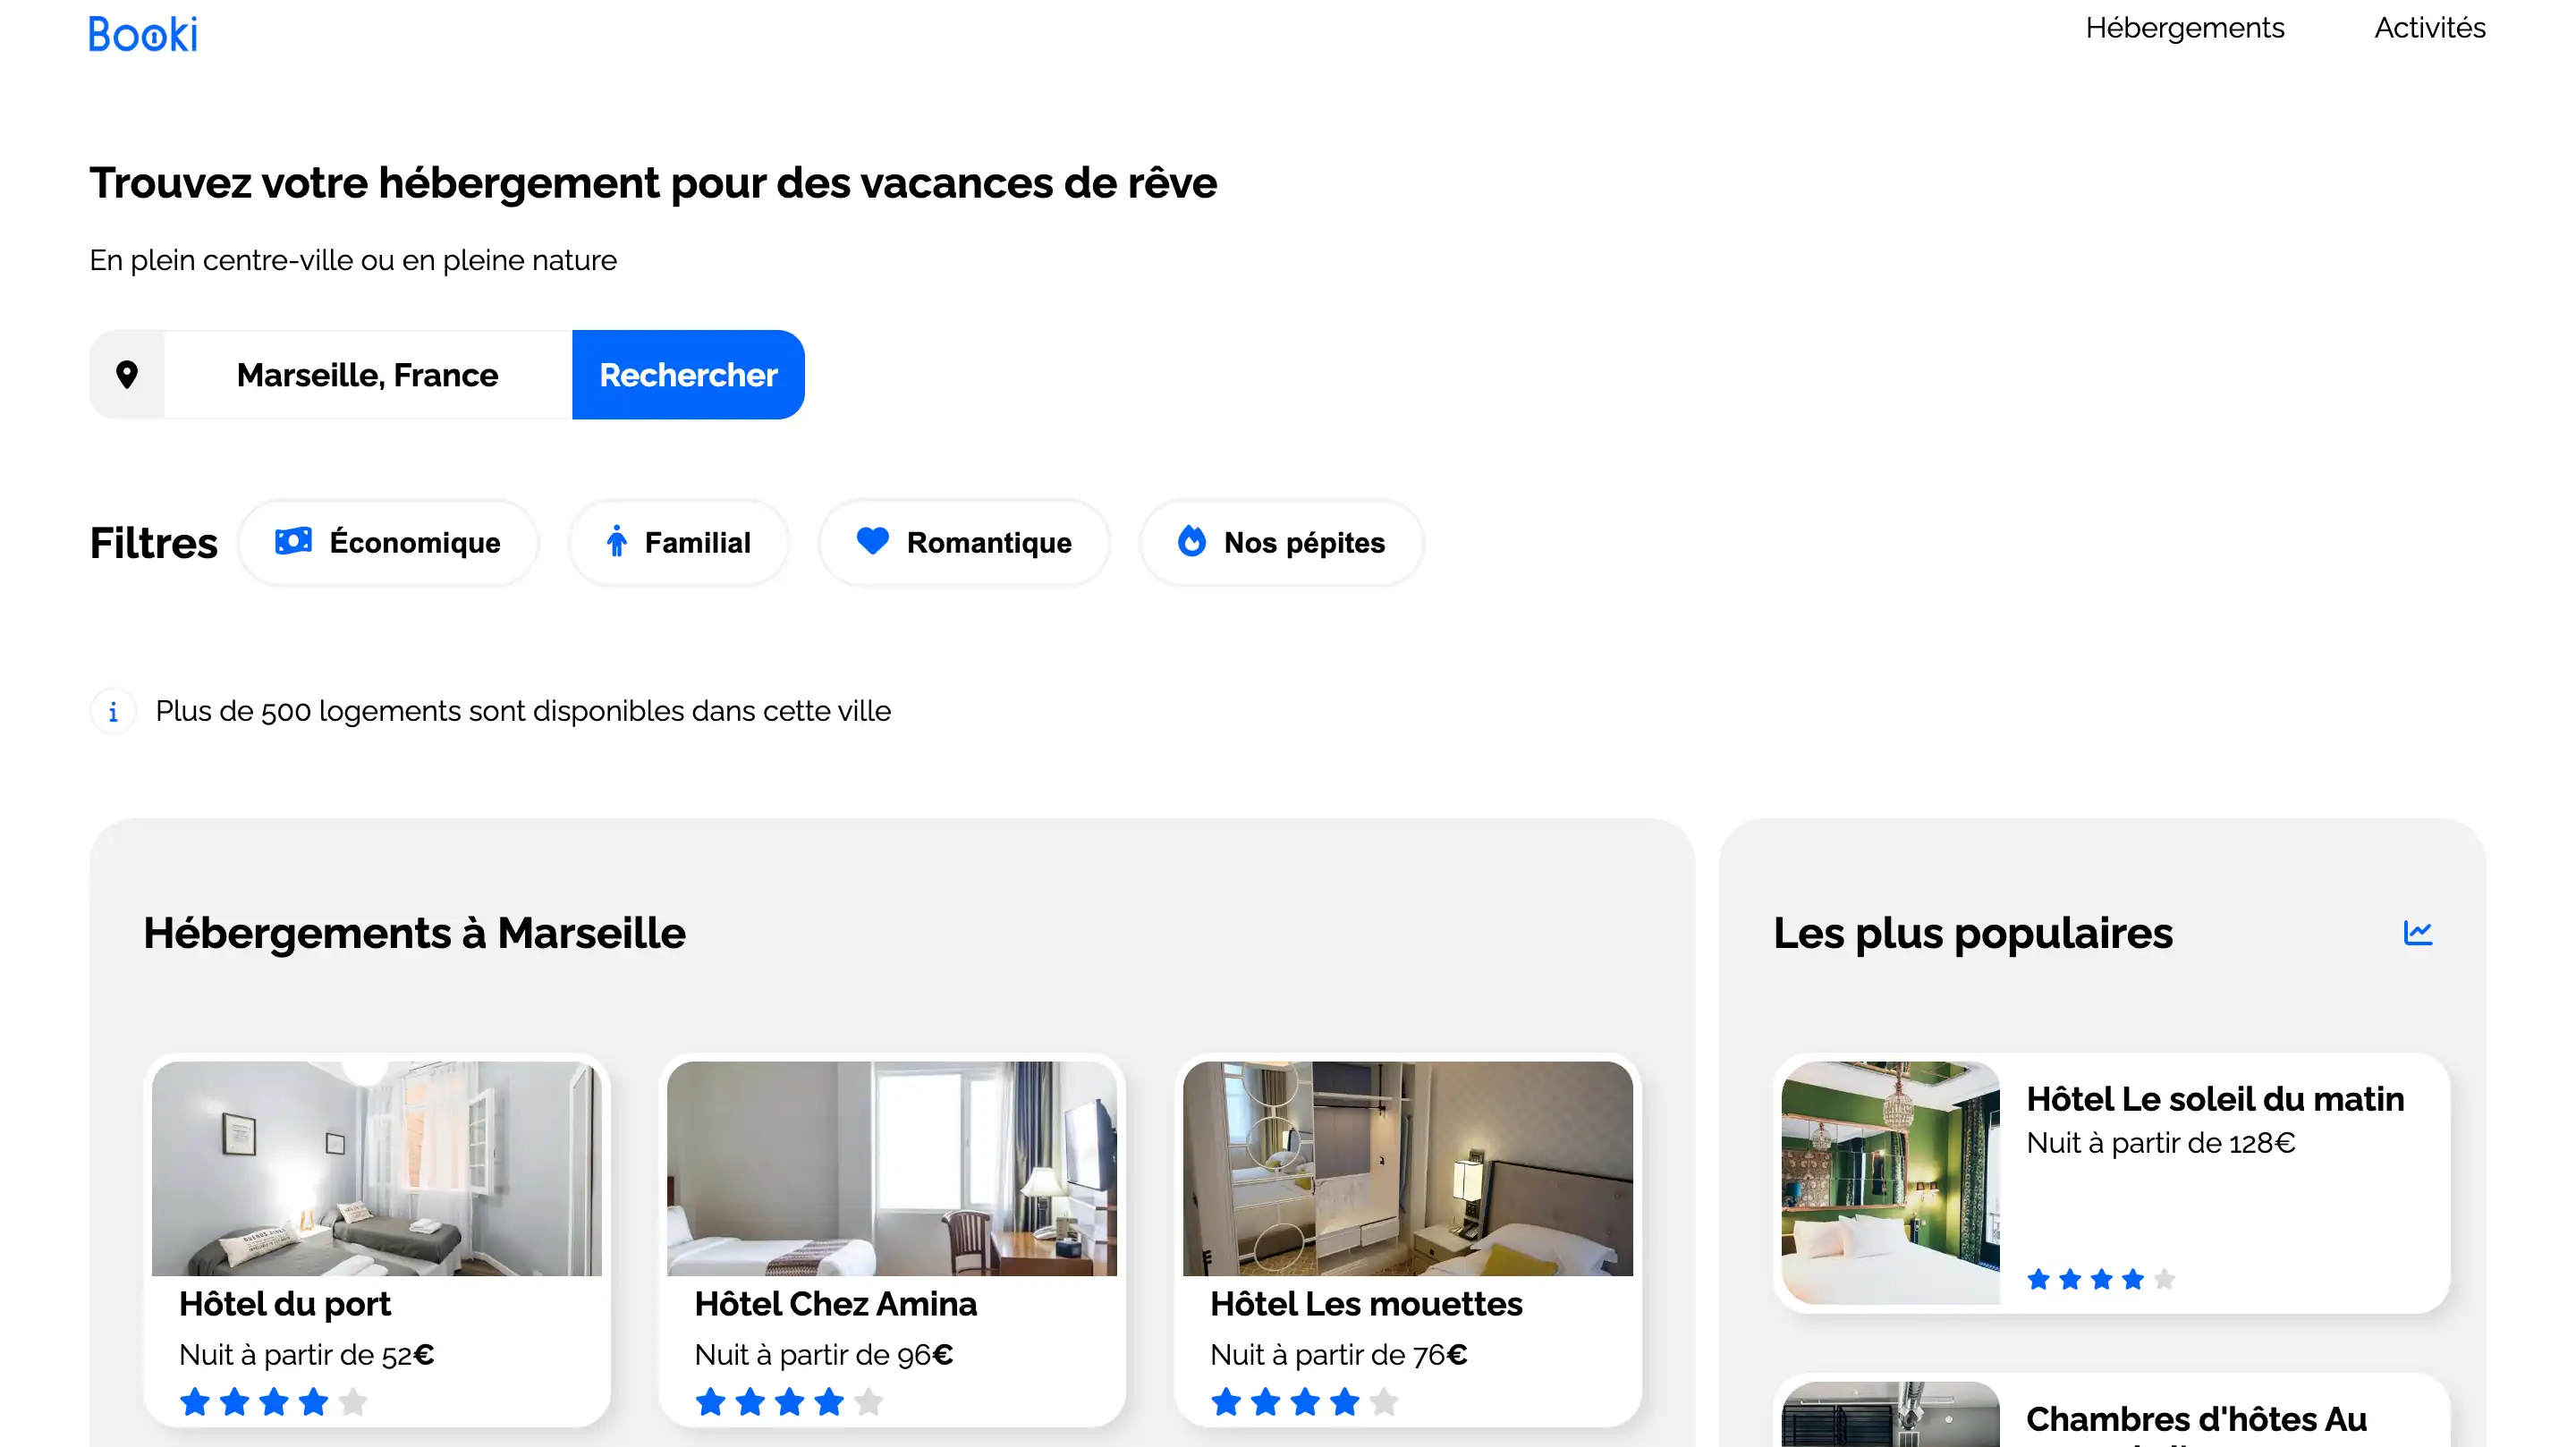 Booki
Hébergements
Activités
Trouvez votre hébergement pour des vacances de rêve
En plein centre-ville ou en pleine nature
Marseille, France
Rechercher
Filtres
Économique
Familial
Romantique
Nos pépites
Plus de 500 logements sont disponibles dans cette ville
Hébergements à Marseille
Hôtel du port
Nuit à partir de 52€
Hôtel Chez Amina
Nuit à partir de 96€
Hôtel Les mouettes
Nuit à partir de 76€
Les plus populaires
Hôtel Le soleil du matin
Nuit à partir de 128€
Chambres d'hôtes Au